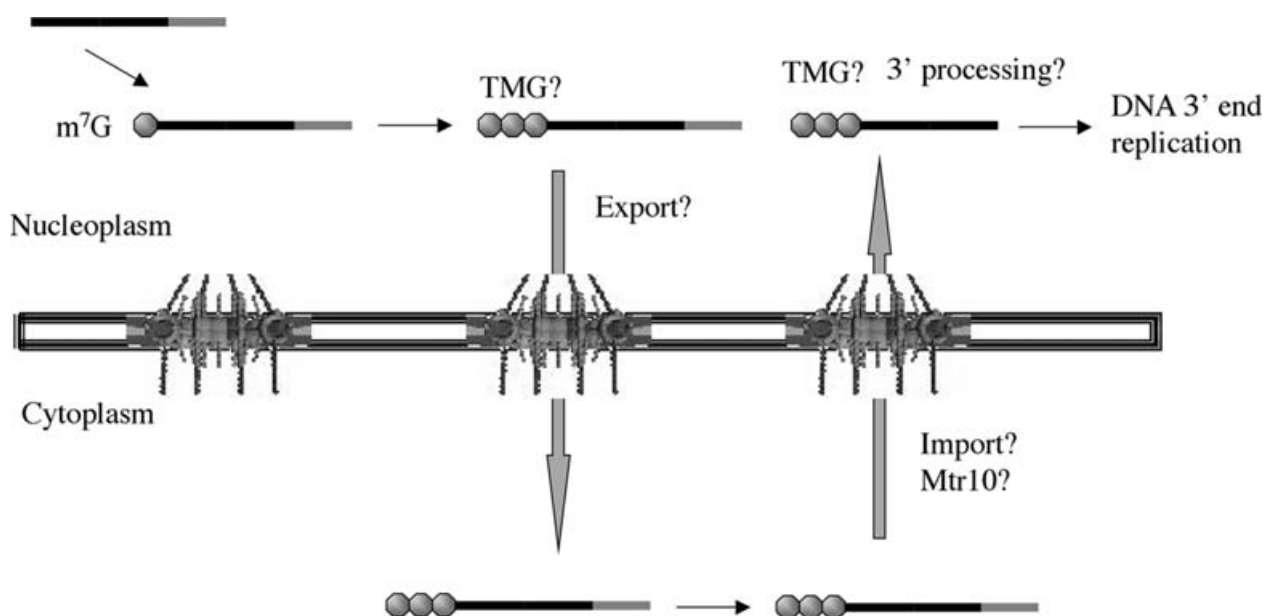 TMG?
TMG? 3’ processing?
m⁷G
DNA 3’ end
replication
Export?
Nucleoplasm
Cytoplasm
Import?
Mtr10?